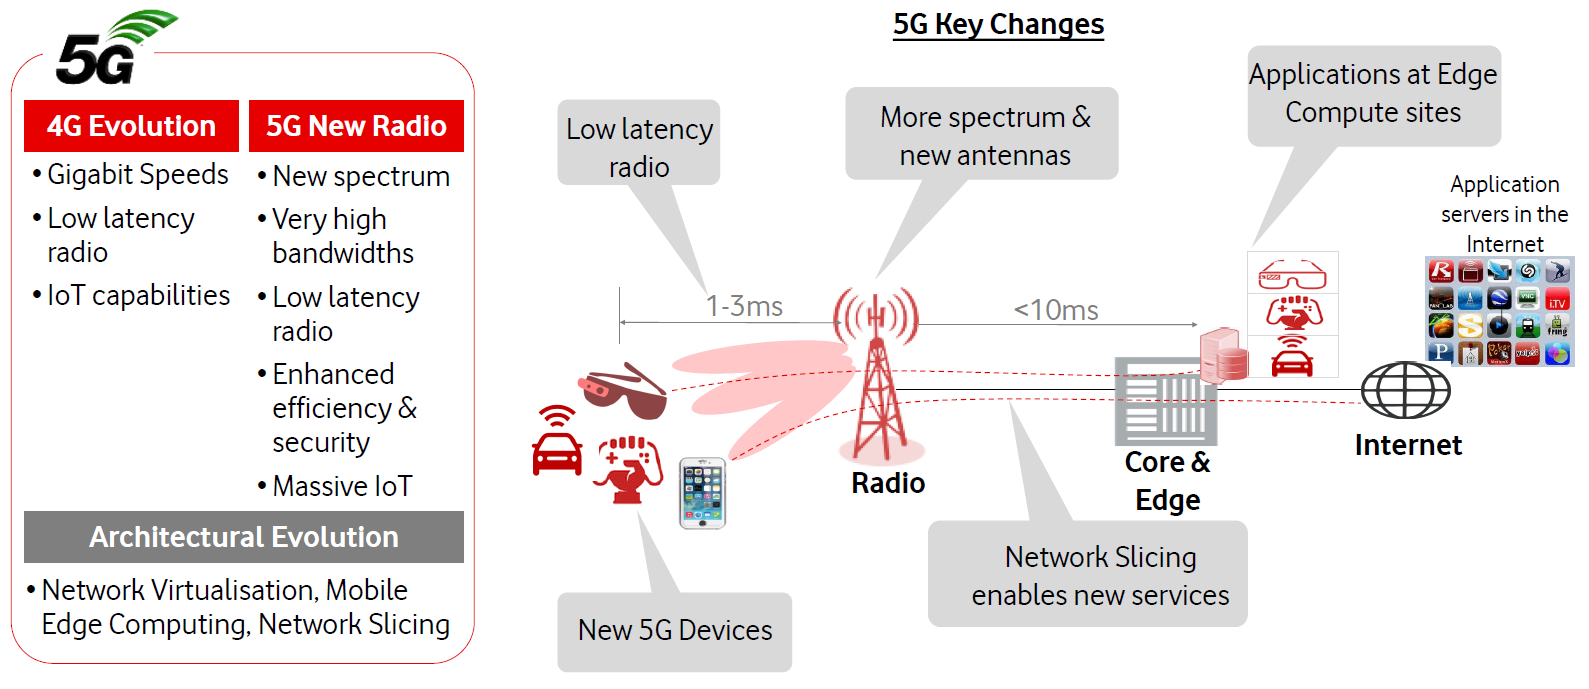 5G
4G Evolution
• Gigabit Speeds
• Low latency
radio
• IoT capabilities
5G New Radio
• New spectrum
• Very high
bandwidths
• Low latency
radio
• Enhanced
efficiency &
security
• Massive IoT
Architectural Evolution
• Network Virtualisation, Mobile
Edge Computing, Network Slicing
5G Key Changes
Low latency
radio
More spectrum &
new antennas
Applications at Edge
Compute sites
Application
servers in the
Internet
1-3ms
<10ms
Radio
Core &
Edge
Internet
New 5G Devices
Network Slicing
enables new services
R
VNC
i.TV
S
fring
P